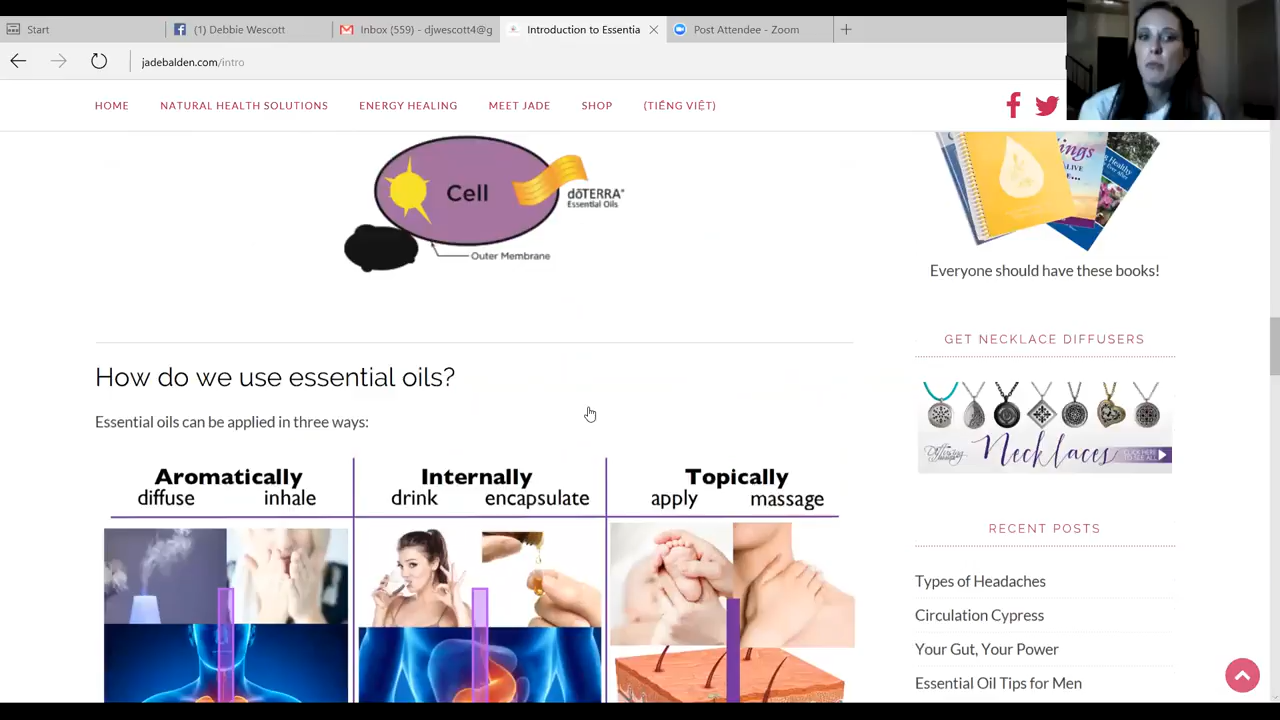 Start
(1) Debbie Wescott
Inbox (559) - djwescott4@g
Introduction to Essentia
Post Attendee - Zoom
jadebalden.com/intro
HOME
NATURAL HEALTH SOLUTIONS
ENERGY HEALING
MEET JADE
SHOP
(TIẾNG VIỆT)
Cell
dōTERRA
Essential Oils
Outer Membrane
How do we use essential oils?
Essential oils can be applied in three ways:
Aromatically
diffuse inhale
Internally
drink encapsulate
Topically
apply massage
Everyone should have these books!
GET NECKLACE DIFFUSERS
Necklaces
RECENT POSTS
Types of Headaches
Circulation Cypress
Your Gut, Your Power
Essential Oil Tips for Men